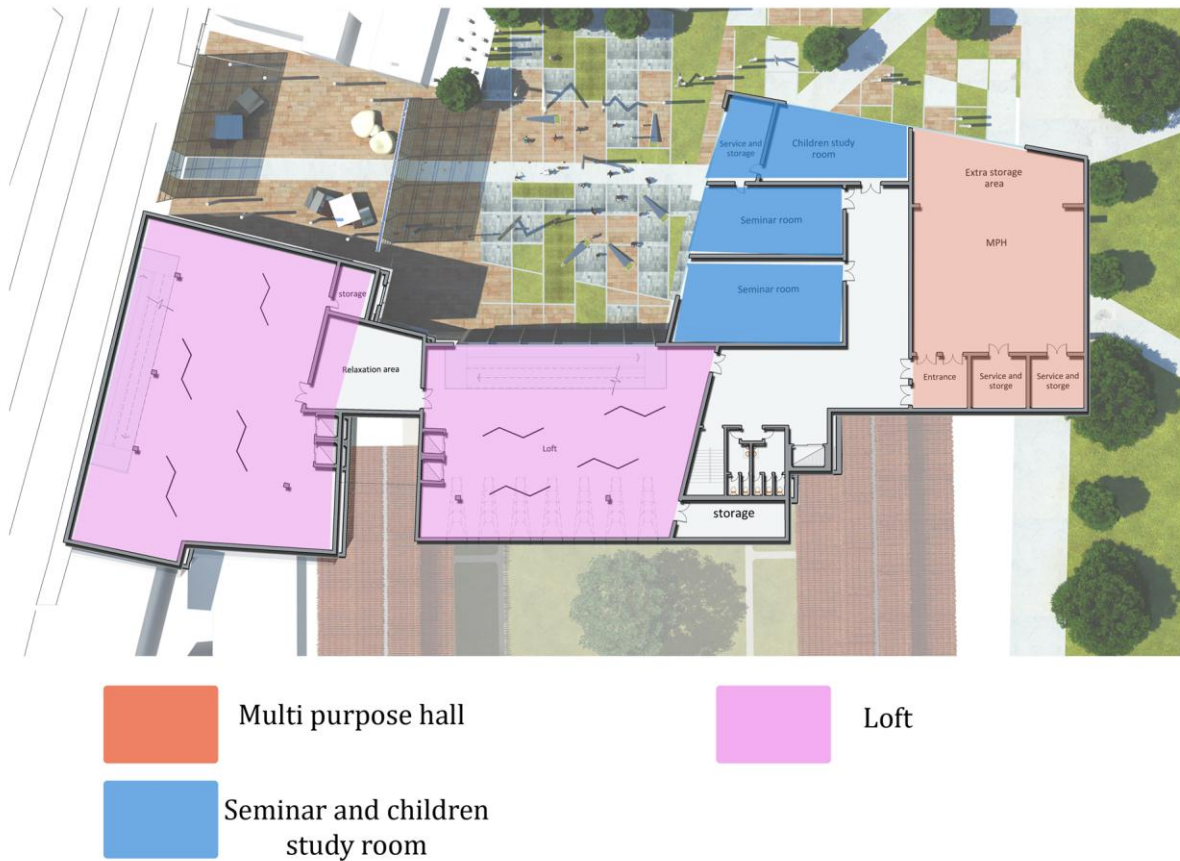 Service and
storage
Children study
room
Extra storage
area
Seminar room
MPH
Seminar room
storage
Relaxation area
Entrance
Service and
storge
Service and
storge
Loft
storage
Multi purpose hall
Loft
Seminar and children
study room